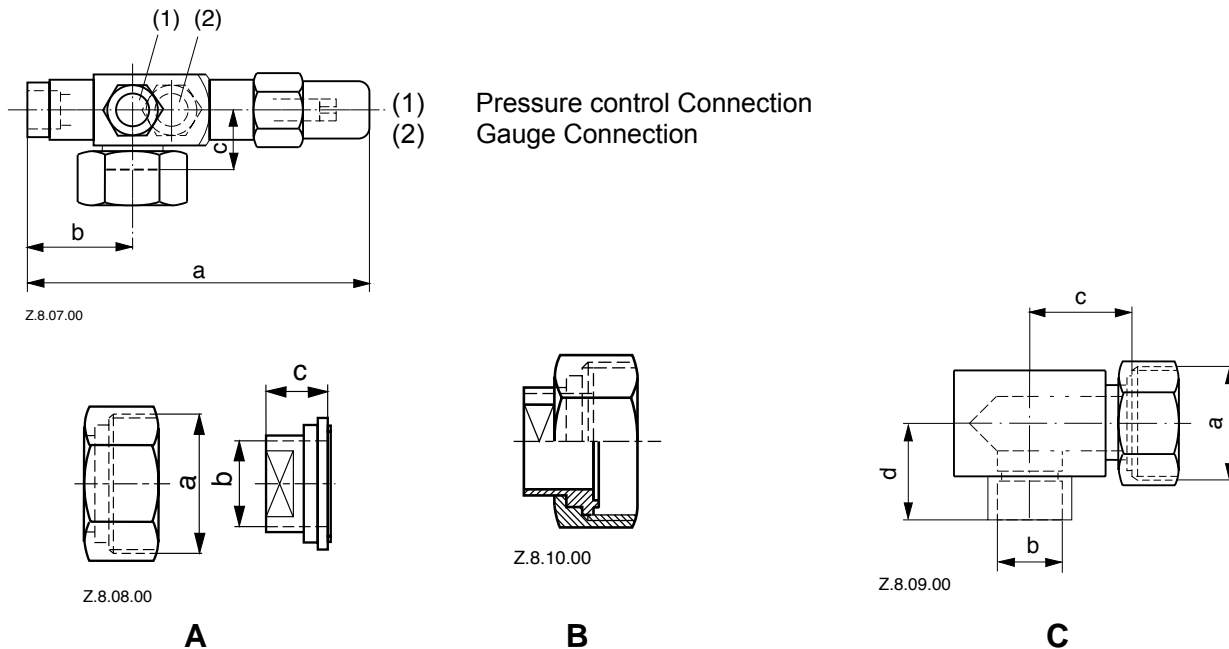 (1) (2)
(1) Pressure control Connection
(2) Gauge Connection
c
b
a
Z.8.07.00
c
a
b
Z.8.08.00
A
Z.8.10.00
B
c
a
d
b
Z.8.09.00
C